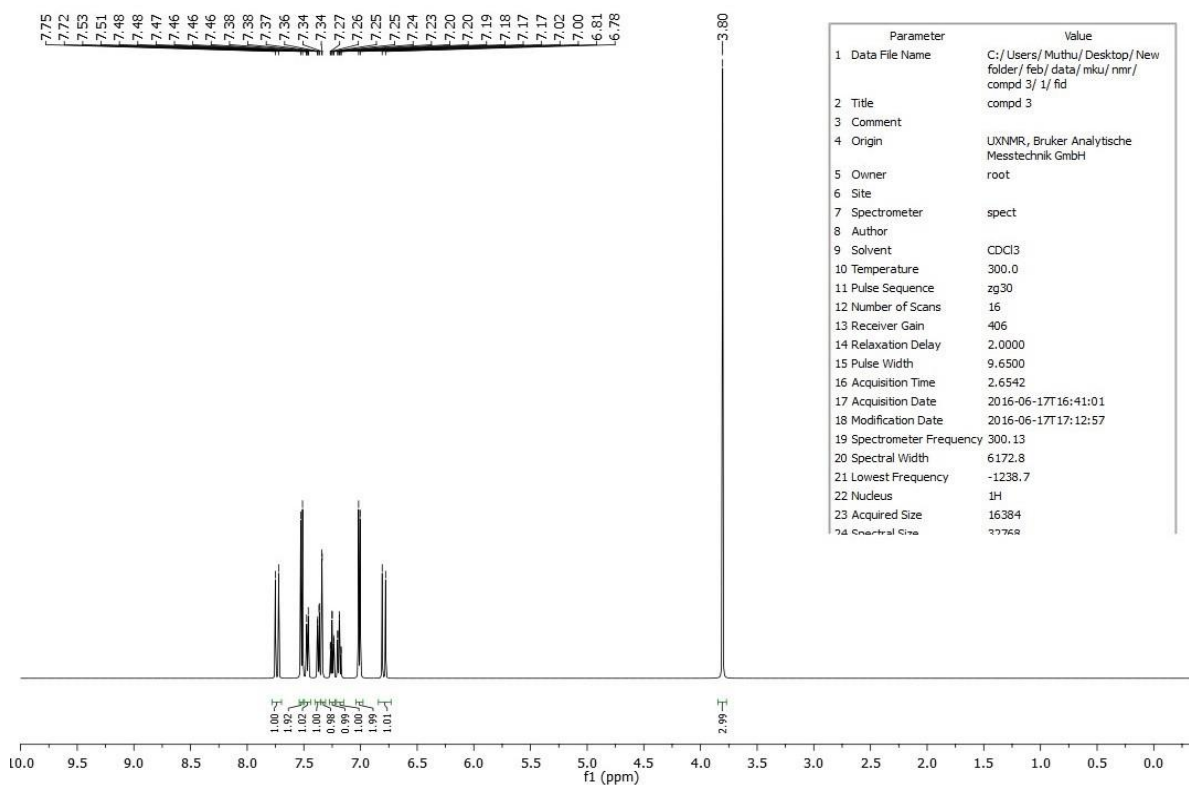 7.75
7.72
7.53
7.51
7.48
7.48
7.47
7.46
7.46
7.38
7.38
7.37
7.36
7.34
7.34
7.27
7.26
7.25
7.25
7.24
7.23
7.20
7.20
7.19
7.18
7.17
7.17
7.02
7.00
6.81
6.78
3.80
Parameter Value
1 Data File Name C:/ Users/ Muthu/ Desktop/ New
folder/ feb/ data/ mku/ nmr/
compd 3/ 1/ fid
2 Title compd 3
3 Comment
4 Origin UXNMR, Bruker Analytische
Messtechnik GmbH
5 Owner root
6 Site
7 Spectrometer spect
8 Author
9 Solvent CDCl3
10 Temperature 300.0
11 Pulse Sequence zg30
12 Number of Scans 16
13 Receiver Gain 406
14 Relaxation Delay 2.0000
15 Pulse Width 9.6500
16 Acquisition Time 2.6542
17 Acquisition Date 2016-06-17T16:41:01
18 Modification Date 2016-06-17T17:12:57
19 Spectrometer Frequency 300.13
20 Spectral Width 6172.8
21 Lowest Frequency -1238.7
22 Nucleus 1H
23 Acquired Size 16384
24 Spectral Size 32768
1.00
1.92
1.02
1.00
0.98
0.99
1.00
1.99
1.01
2.99
10.0 9.5 9.0 8.5 8.0 7.5 7.0 6.5 6.0 5.5 5.0 4.5 4.0 3.5 3.0 2.5 2.0 1.5 1.0 0.5 0.0
f1 (ppm)